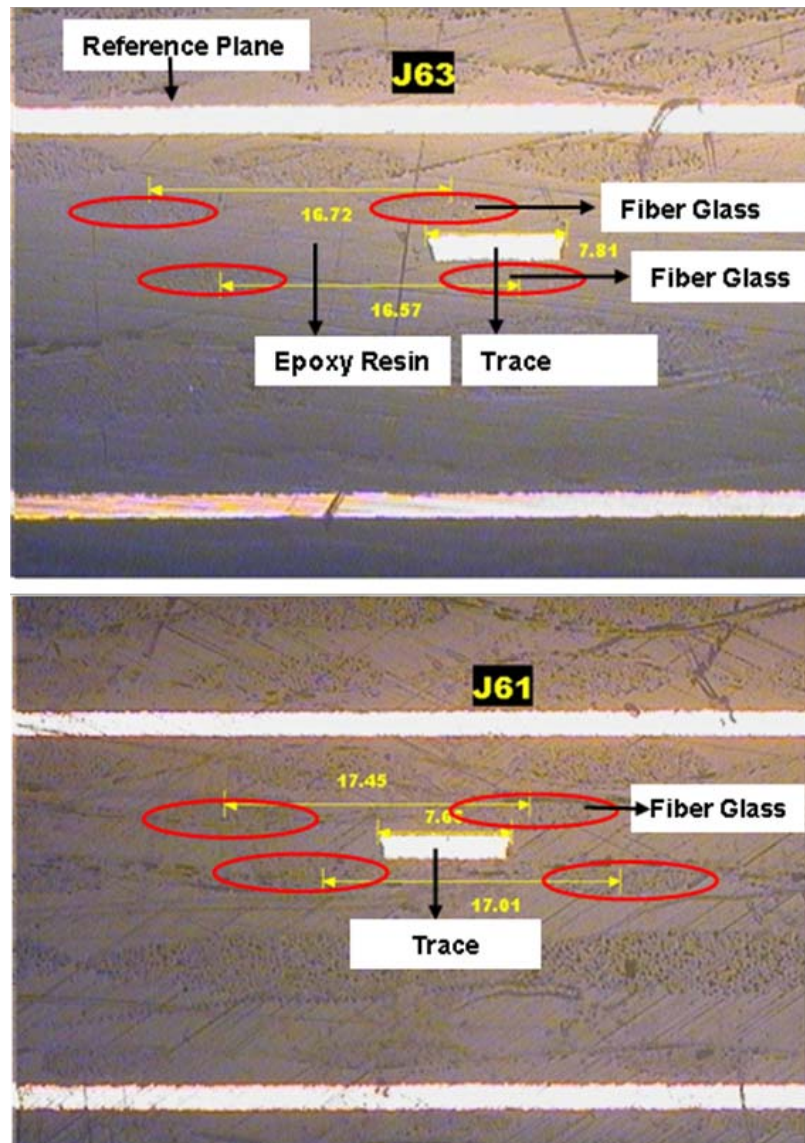 Reference Plane
J63
Fiber Glass
16.72
7.81
Fiber Glass
16.57
Epoxy Resin
Trace
J61
17.45
Fiber Glass
17.01
Trace